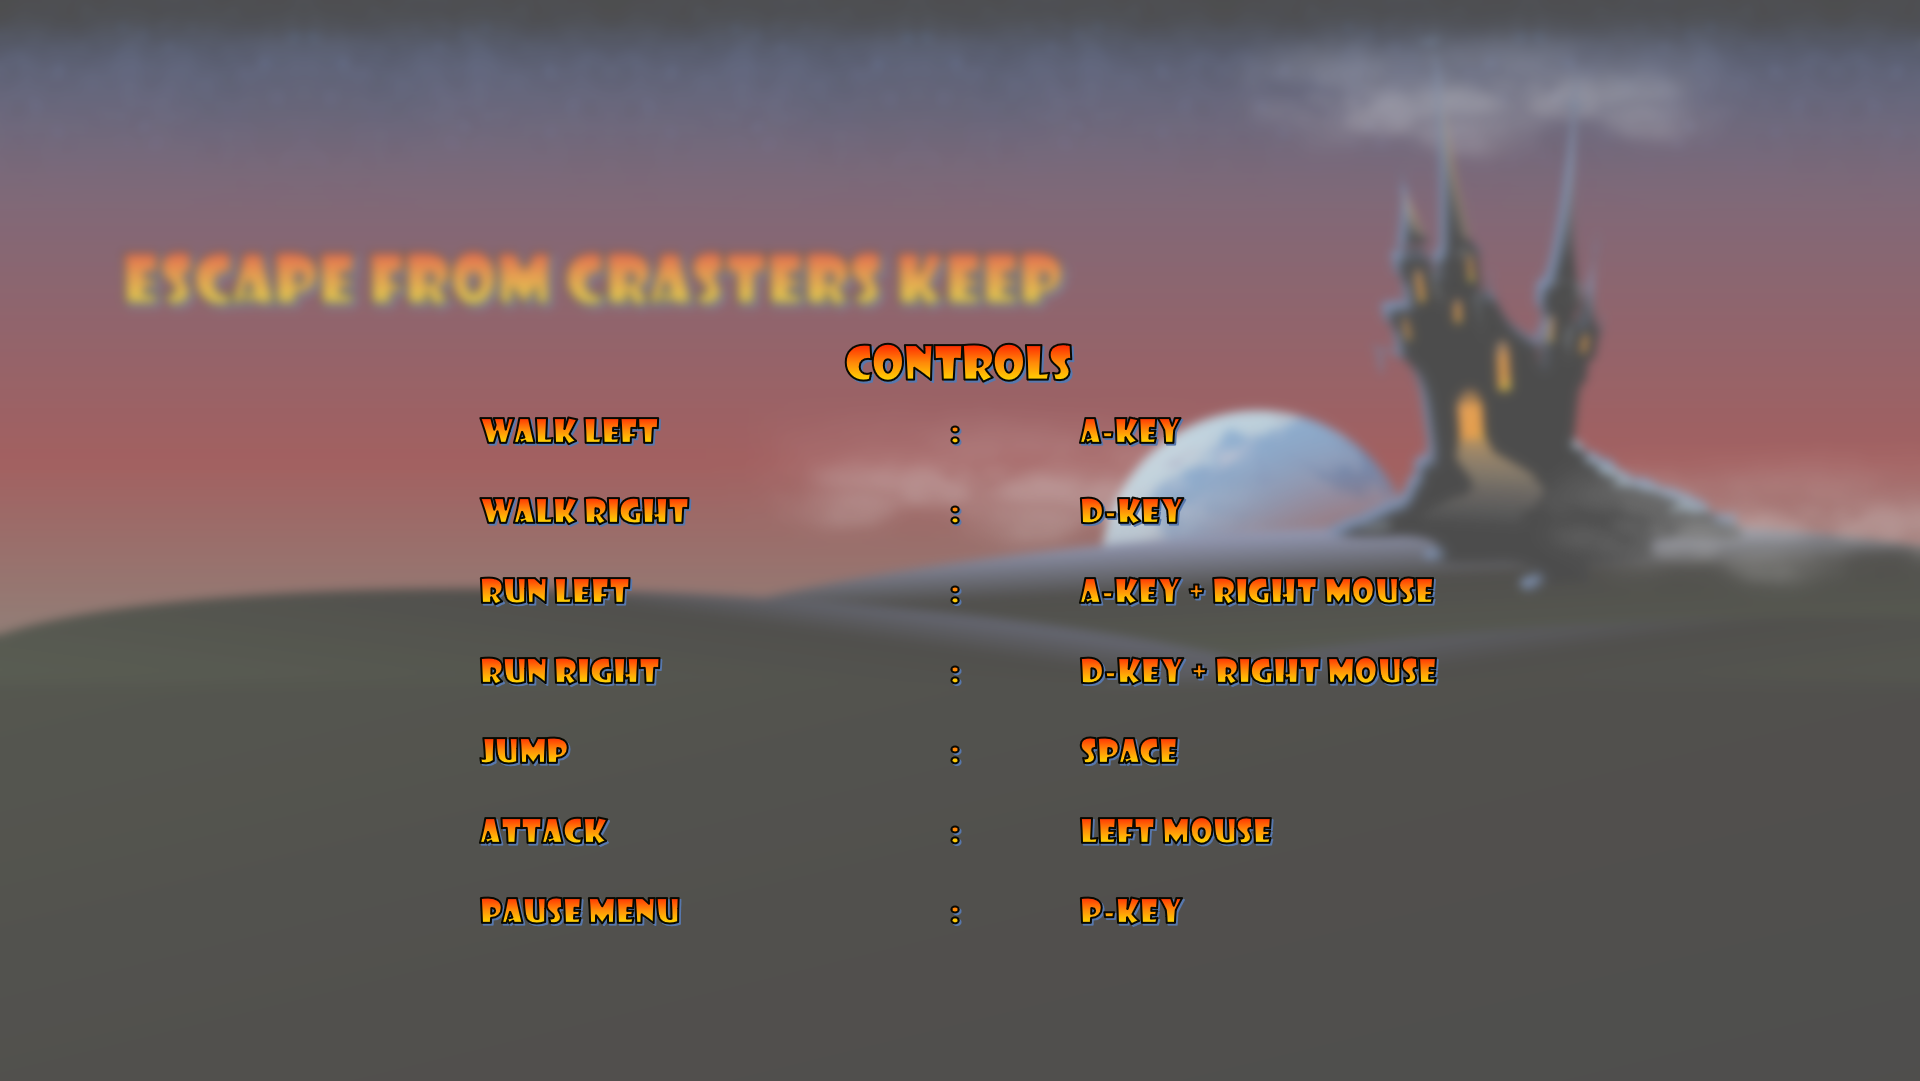 ESCAPE FROM CRASTERS KEEP
CONTROLS
WALK LEFT : A-KEY
WALK RIGHT : D-KEY
RUN LEFT : A-KEY + RIGHT MOUSE
RUN RIGHT : D-KEY + RIGHT MOUSE
JUMP : SPACE
ATTACK : LEFT MOUSE
PAUSE MENU : P-KEY